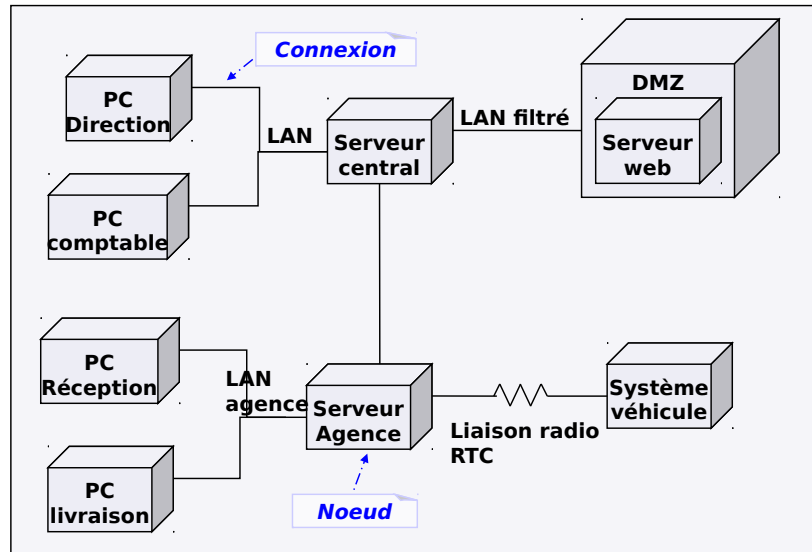 Connexion
PC
Direction
DMZ
LAN filtré
Serveur
web
LAN
Serveur
central
PC
comptable
PC
Réception
LAN
agence
Serveur
Agence
Système
véhicule
Liaison radio
RTC
PC
livraison
Noeud